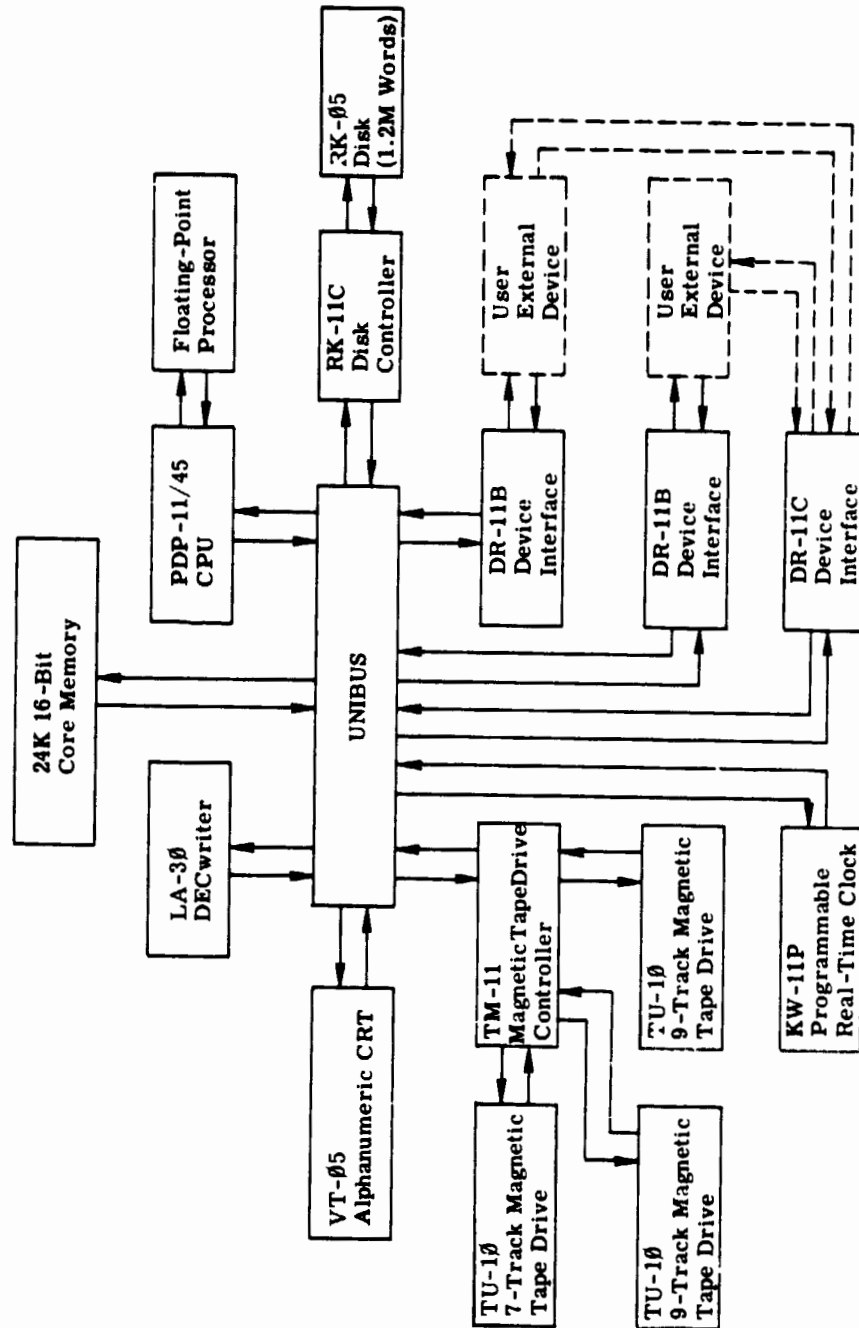 24K 16-Bit
Core Memory
LA-3Ø
DECwriter
PDP-11/45
CPU
Floating-Point
Processor
VT-Ø5
Alphanumeric CRT
UNIBUS
RK-11C
Disk
Controller
RK-Ø5
Disk
(1.2M Words)
TU-1Ø
7-Track Magnetic
Tape Drive
TM-11
Magnetic TapeDrive
Controller
DR-11B
Device
Interface
User
External
Device
TU-1Ø
9-Track Magnetic
Tape Drive
TU-1Ø
9-Track Magnetic
Tape Drive
DR-11B
Device
Interface
User
External
Device
KW-11P
Programmable
Real-Time Clock
DR-11C
Device
Interface